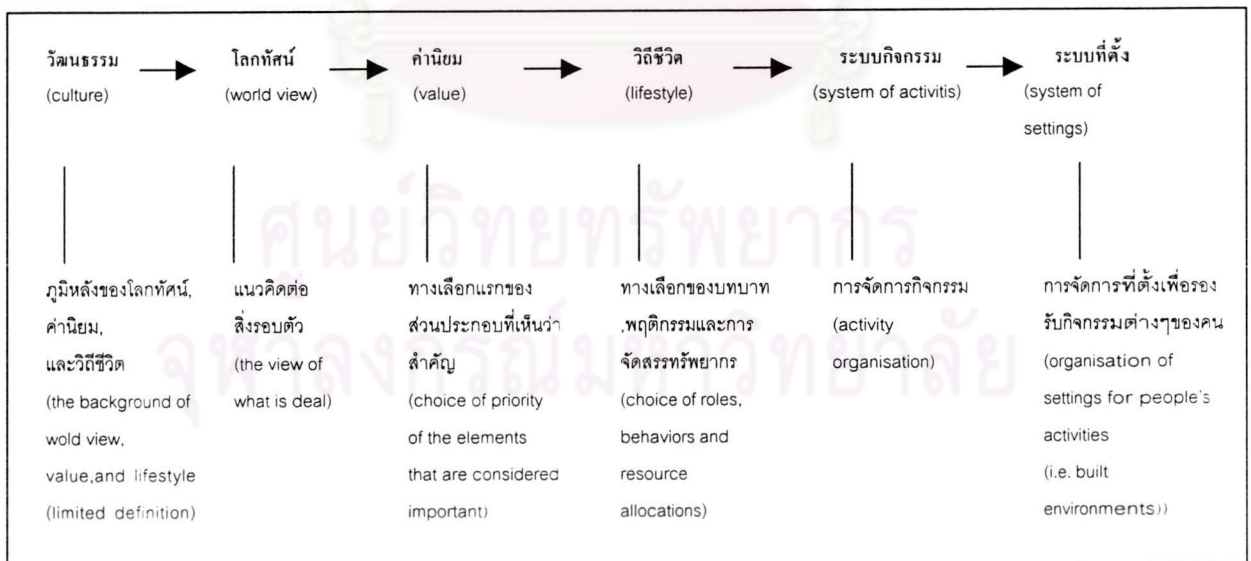 วัฒนธรรม
(culture)
โลกทัศน์
(world view)
ค่านิยม
(value)
วิถีชีวิต
(lifestyle)
ระบบกิจกรรม
(system of activitis)
ระบบที่ตั้ง
(system of
settings)
ภูมิหลังของโลกทัศน์,
ค่านิยม,
และวิถีชีวิต
(the background of
wold view,
value,and lifestyle
(limited definition)
แนวคิดต่อ
สิ่งรอบตัว
(the view of
what is deal)
ทางเลือกแรกของ
ส่วนประกอบที่เห็นว่า
สำคัญ
(choice of priority
of the elements
that are considered
important)
ทางเลือกของบทบาท
,พฤติกรรมและการ
จัดสรรทรัพยากร
(choice of roles,
behaviors and
resource
allocations)
การจัดการกิจกรรม
(activity
organisation)
การจัดการที่ตั้งเพื่อรอง
รับกิจกรรมต่างๆของคน
(organisation of
settings for people's
activities
(i.e. built
environments))
ศูนย์วิทยทรัพยากร
จุฬาลงกรณ์มหาวิทยาลัย